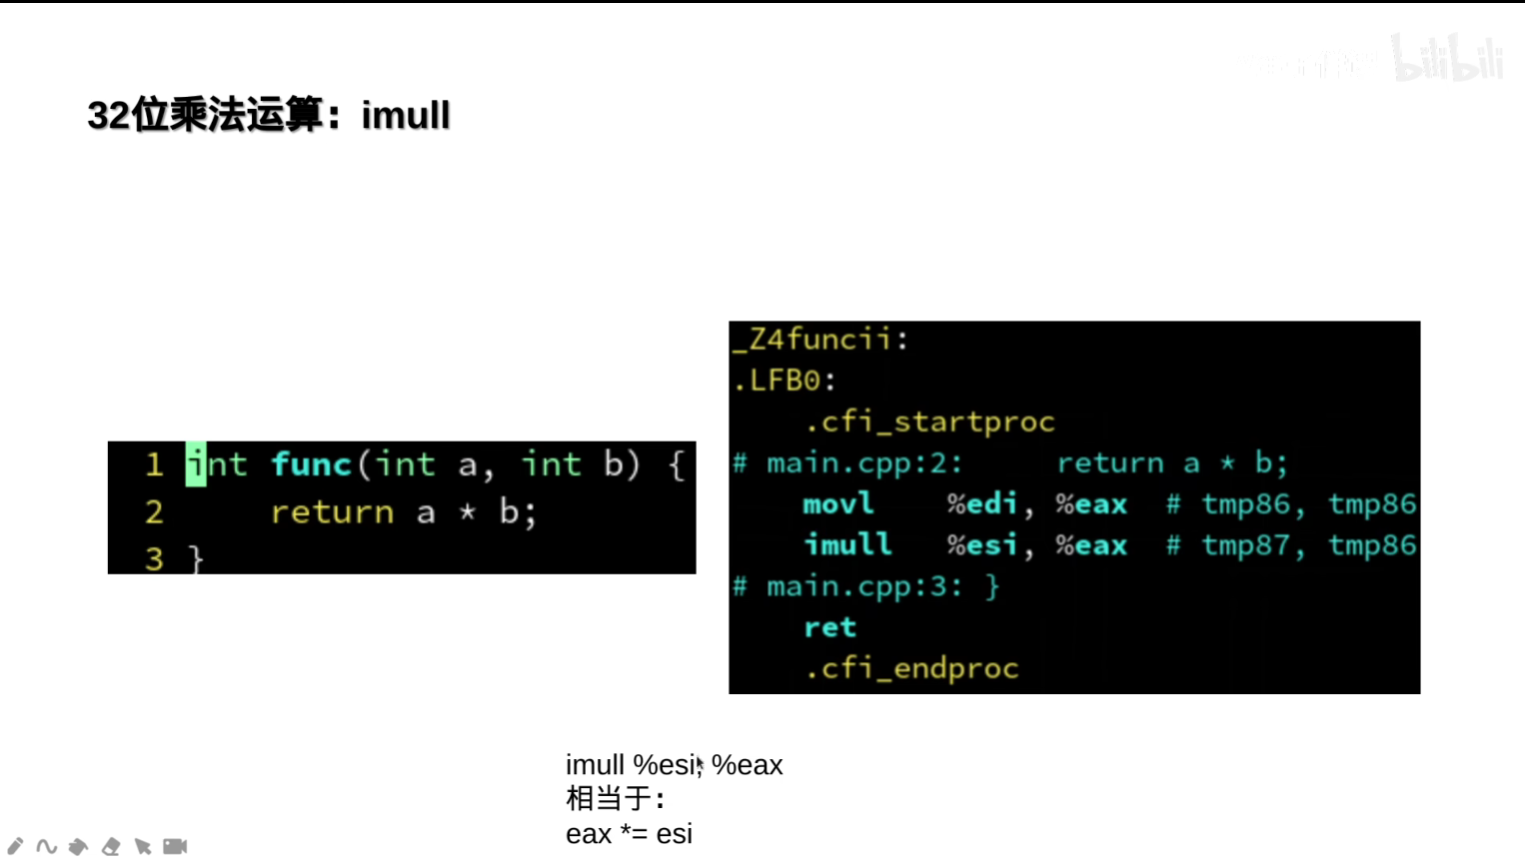 bilibili
32位乘法运算：imull
1 int func(int a, int b) {
2     return a * b;
3 }
_Z4funcii:
.LFB0:
    .cfi_startproc
# main.cpp:2:     return a * b;
    movl    %edi, %eax  # tmp86, tmp86
    imull   %esi, %eax  # tmp87, tmp86
# main.cpp:3: }
    ret
    .cfi_endproc
imull %esi, %eax
相当于：
eax *= esi